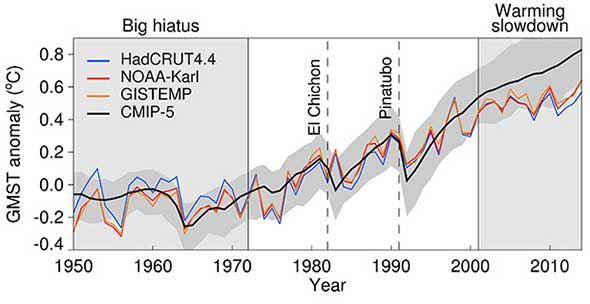 Big hiatus
Warming
slowdown
HadCRUT4.4
NOAA-Karl
GISTEMP
CMIP-5
El Chichon
Pinatubo
GMST anomaly (ºC)
0.8
0.6
0.4
0.2
0.0
-0.2
-0.4
1950 1960 1970 1980 1990 2000 2010
Year